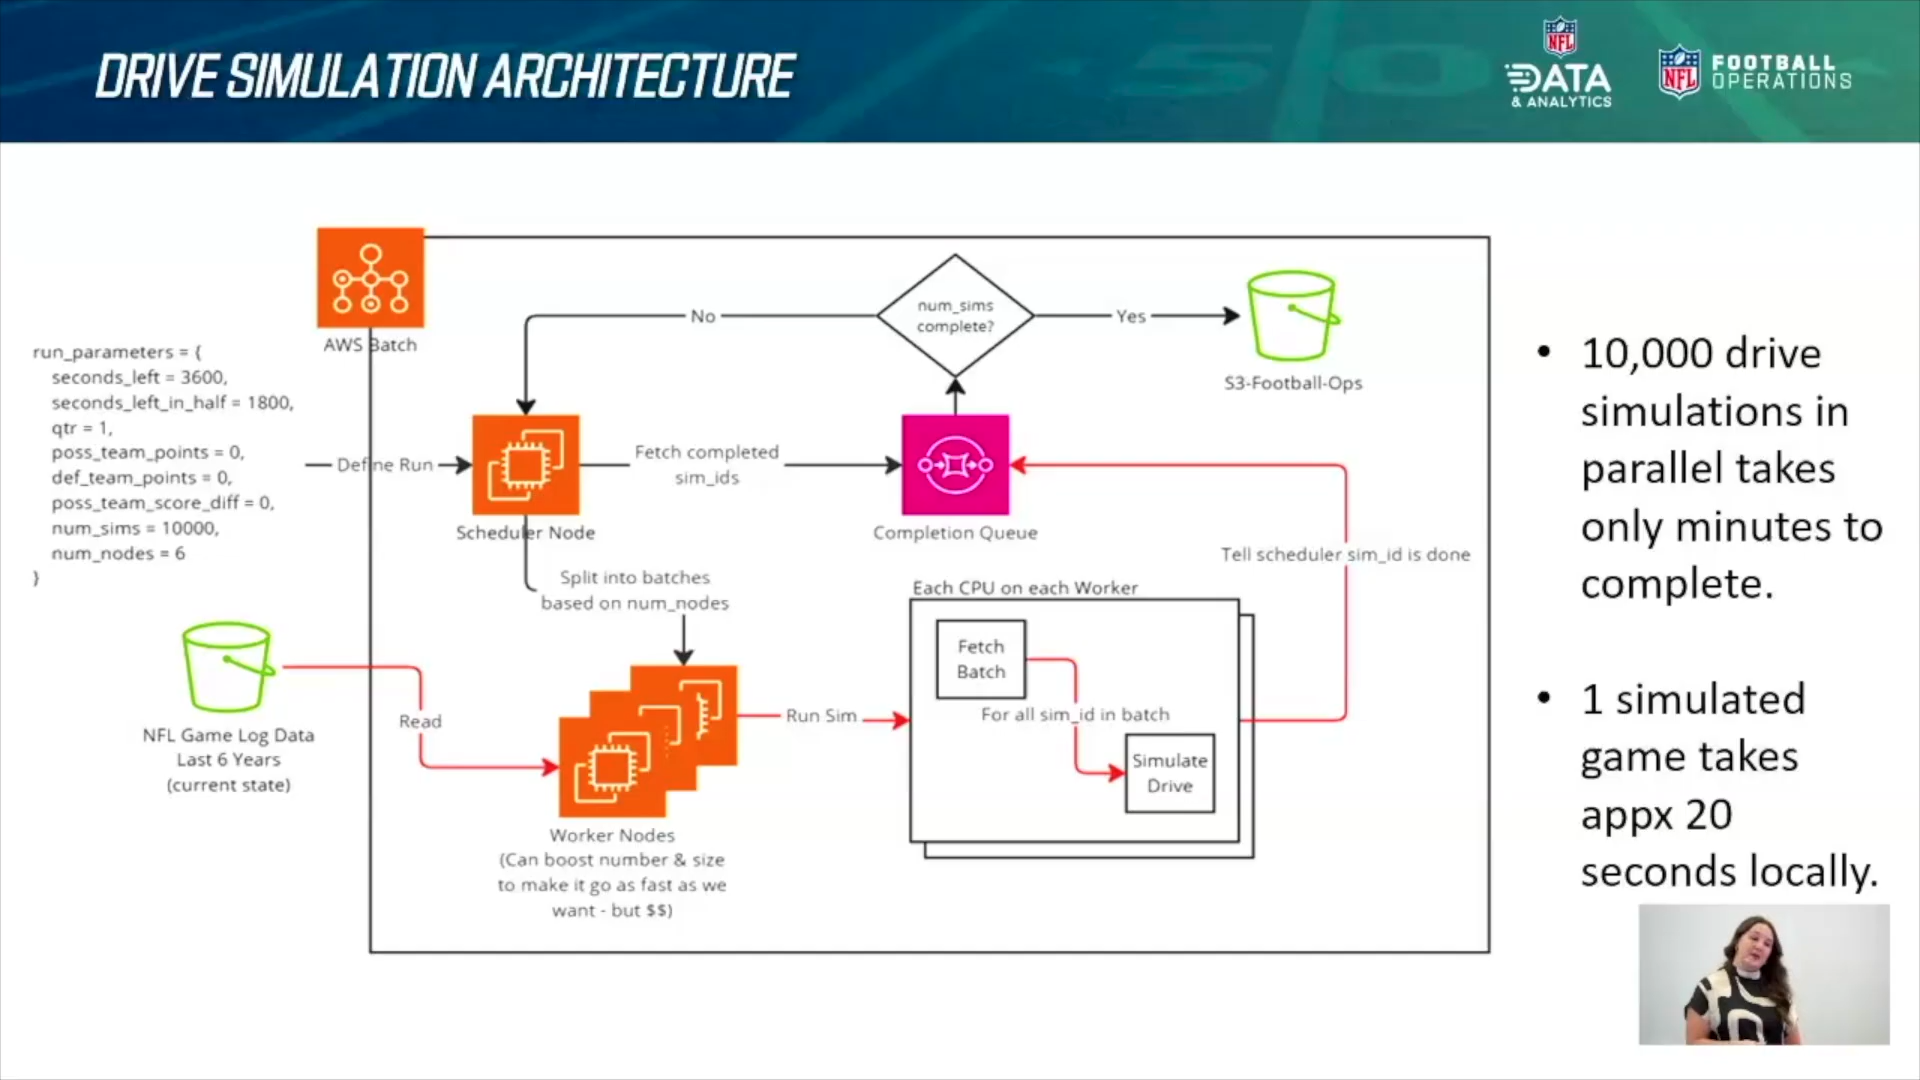 DRIVE SIMULATION ARCHITECTURE
NFL
DATA
& ANALYTICS
NFL
FOOTBALL
OPERATIONS
AWS Batch
run_parameters = {
seconds_left = 3600,
seconds_left_in_half = 1800,
qtr = 1,
poss_team_points = 0,
def_team_points = 0,
poss_team_score_diff = 0,
num_sims = 10000,
num_nodes = 6
}
Define Run
No
num_sims
complete?
Yes
S3-Football-Ops
Scheduler Node
Fetch completed
sim_ids
Completion Queue
Tell scheduler sim_id is done
Split into batches
based on num_nodes
NFL Game Log Data
Last 6 Years
(current state)
Read
Worker Nodes
(Can boost number & size
to make it go as fast as we
want - but $$)
Run Sim
Each CPU on each Worker
Fetch
Batch
For all sim_id in batch
Simulate
Drive
• 10,000 drive
simulations in
parallel takes
only minutes to
complete.
• 1 simulated
game takes
appx 20
seconds locally.